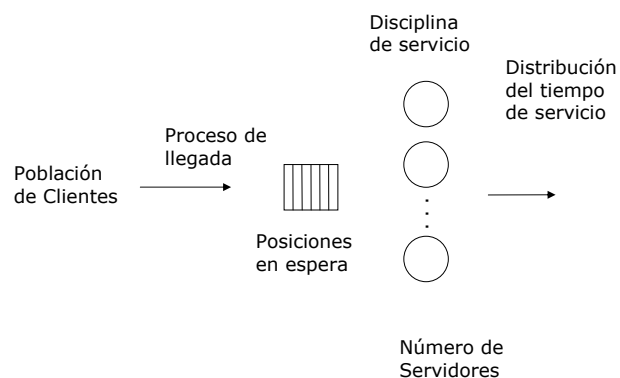 Disciplina
de servicio
Distribución
del tiempo
de servicio
Proceso de
llegada
Población
de Clientes
Posiciones
en espera
Número de
Servidores